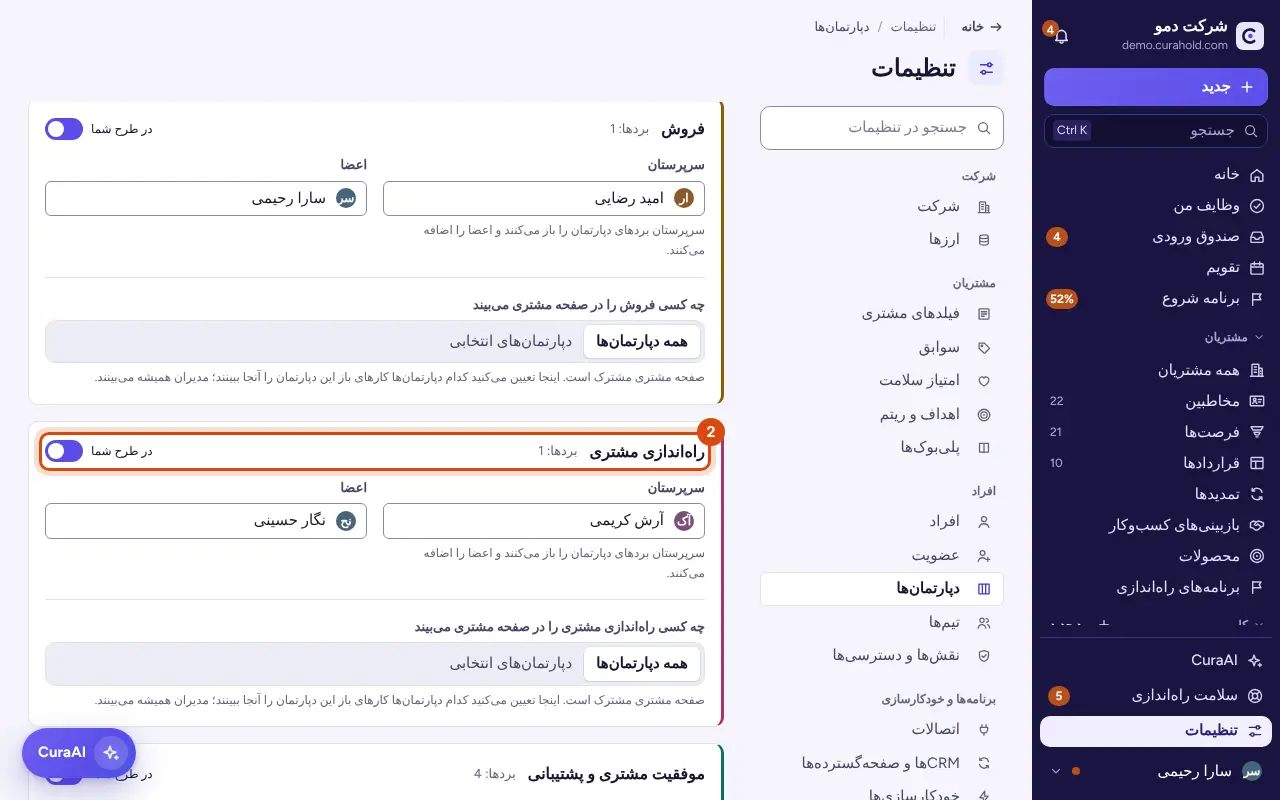 شرکت دمو
demo.curahold.com
4
جدید
جستجو
Ctrl K
خانه
وظایف من
صندوق ورودی
4
تقویم
برنامه شروع
52%
مشتریان
همه مشتریان
مخاطبین
22
فرصت‌ها
21
قراردادها
10
تمدیدها
بازبینی‌های کسب‌وکار
محصولات
برنامه‌های راه‌اندازی
CuraAI
سلامت راه‌اندازی
5
تنظیمات
سر
سارا رحیمی
خانه
تنظیمات / دپارتمان‌ها
تنظیمات
جستجو در تنظیمات
شرکت
شرکت
ارزها
مشتریان
فیلدهای مشتری
سوابق
امتیاز سلامت
اهداف و ریتم
پلی‌بوک‌ها
افراد
افراد
عضویت
دپارتمان‌ها
تیم‌ها
نقش‌ها و دسترسی‌ها
برنامه‌ها و خودکارسازی
اتصالات
CRMها و صفحه‌گسترده‌ها
خودکارسازی‌ها
فروش
بردها: 1
در طرح شما
سرپرستان
اعضا
ار
امید رضایی
سر
سارا رحیمی
سرپرستان بردهای دپارتمان را باز می‌کنند و اعضا را اضافه
می‌کنند.
چه کسی فروش را در صفحه مشتری می‌بیند
همه دپارتمان‌ها
دپارتمان‌های انتخابی
صفحه مشتری مشترک است. اینجا تعیین می‌کنید کدام دپارتمان‌ها کارهای باز این دپارتمان را آنجا ببینند؛ مدیران همیشه می‌بینند.
2
راه‌اندازی مشتری
بردها: 1
در طرح شما
سرپرستان
اعضا
آک
آرش کریمی
نح
نگار حسینی
سرپرستان بردهای دپارتمان را باز می‌کنند و اعضا را اضافه
می‌کنند.
چه کسی راه‌اندازی مشتری را در صفحه مشتری می‌بیند
همه دپارتمان‌ها
دپارتمان‌های انتخابی
صفحه مشتری مشترک است. اینجا تعیین می‌کنید کدام دپارتمان‌ها کارهای باز این دپارتمان را آنجا ببینند؛ مدیران همیشه می‌بینند.
موفقیت مشتری و پشتیبانی
بردها: 4
در طرح
CuraAI